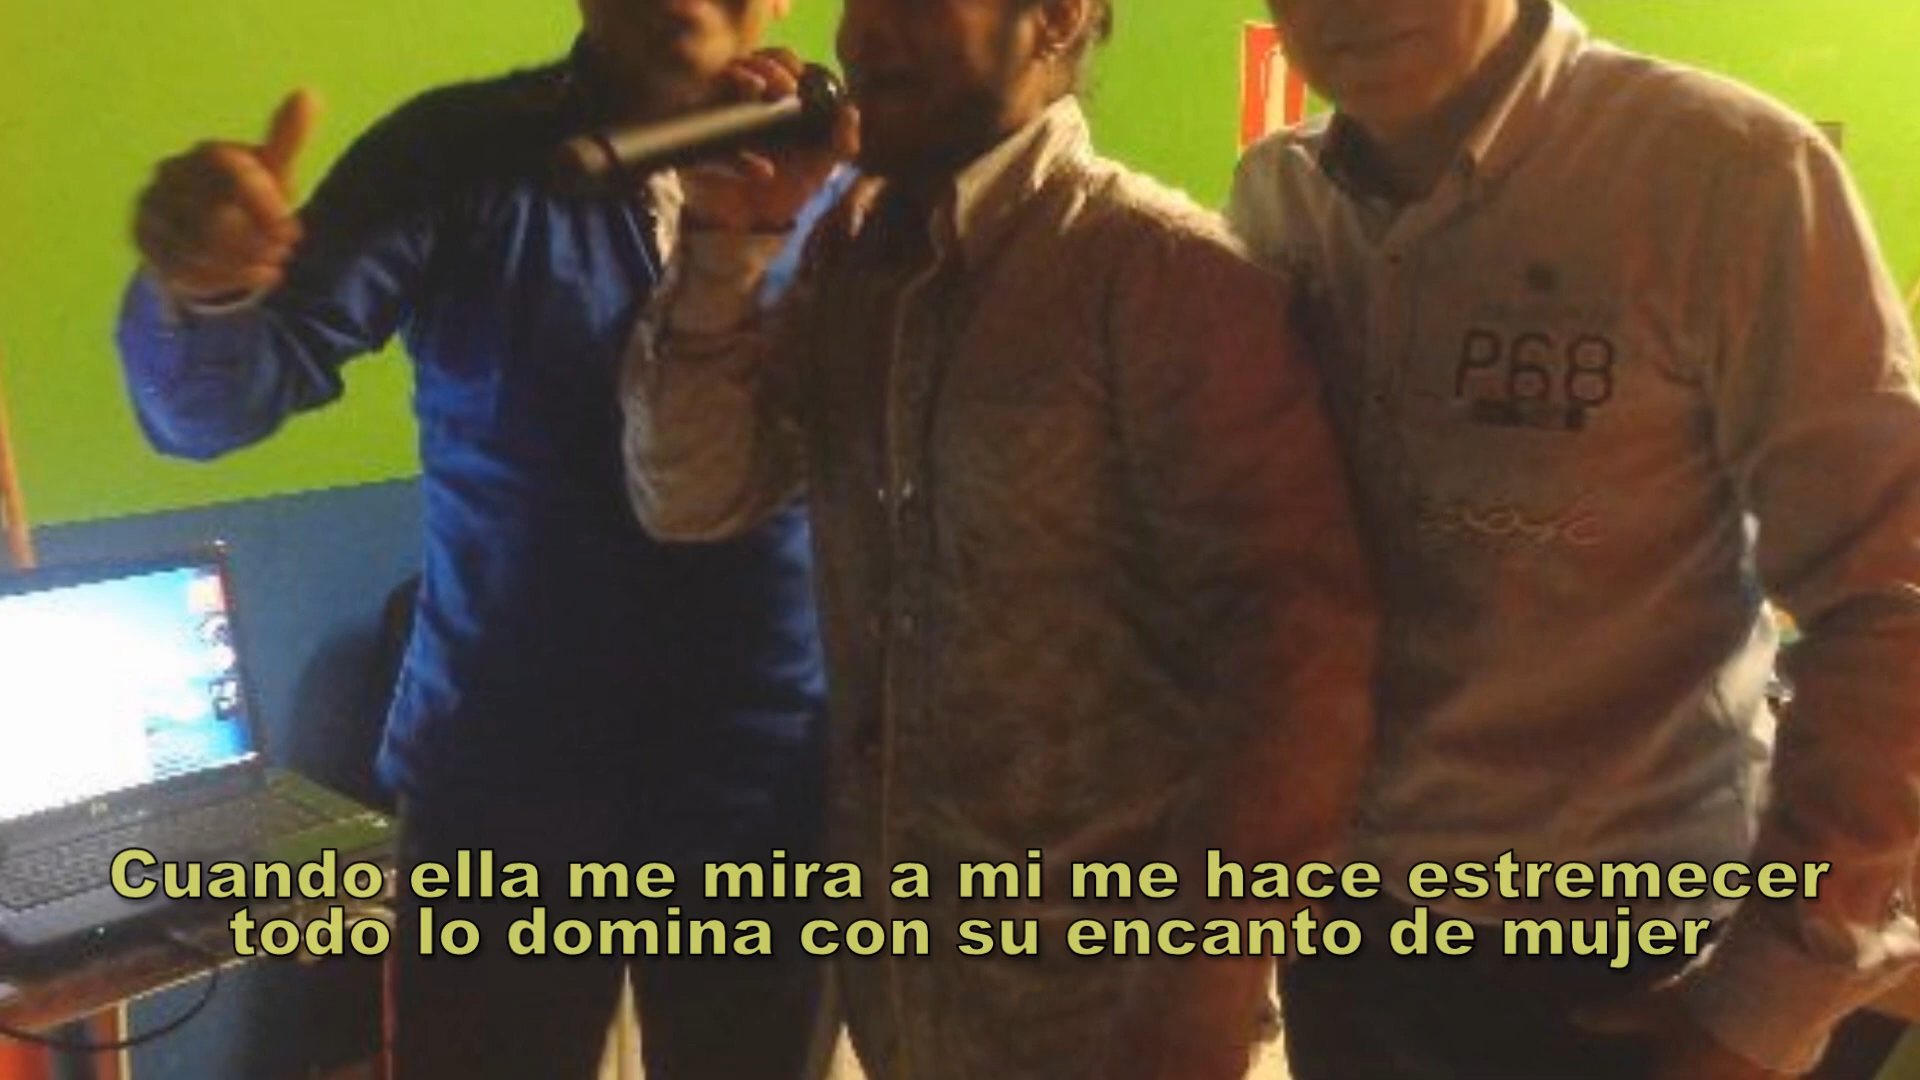 P68
Cuando ella me mira a mi me hace estremecer
todo lo domina con su encanto de mujer